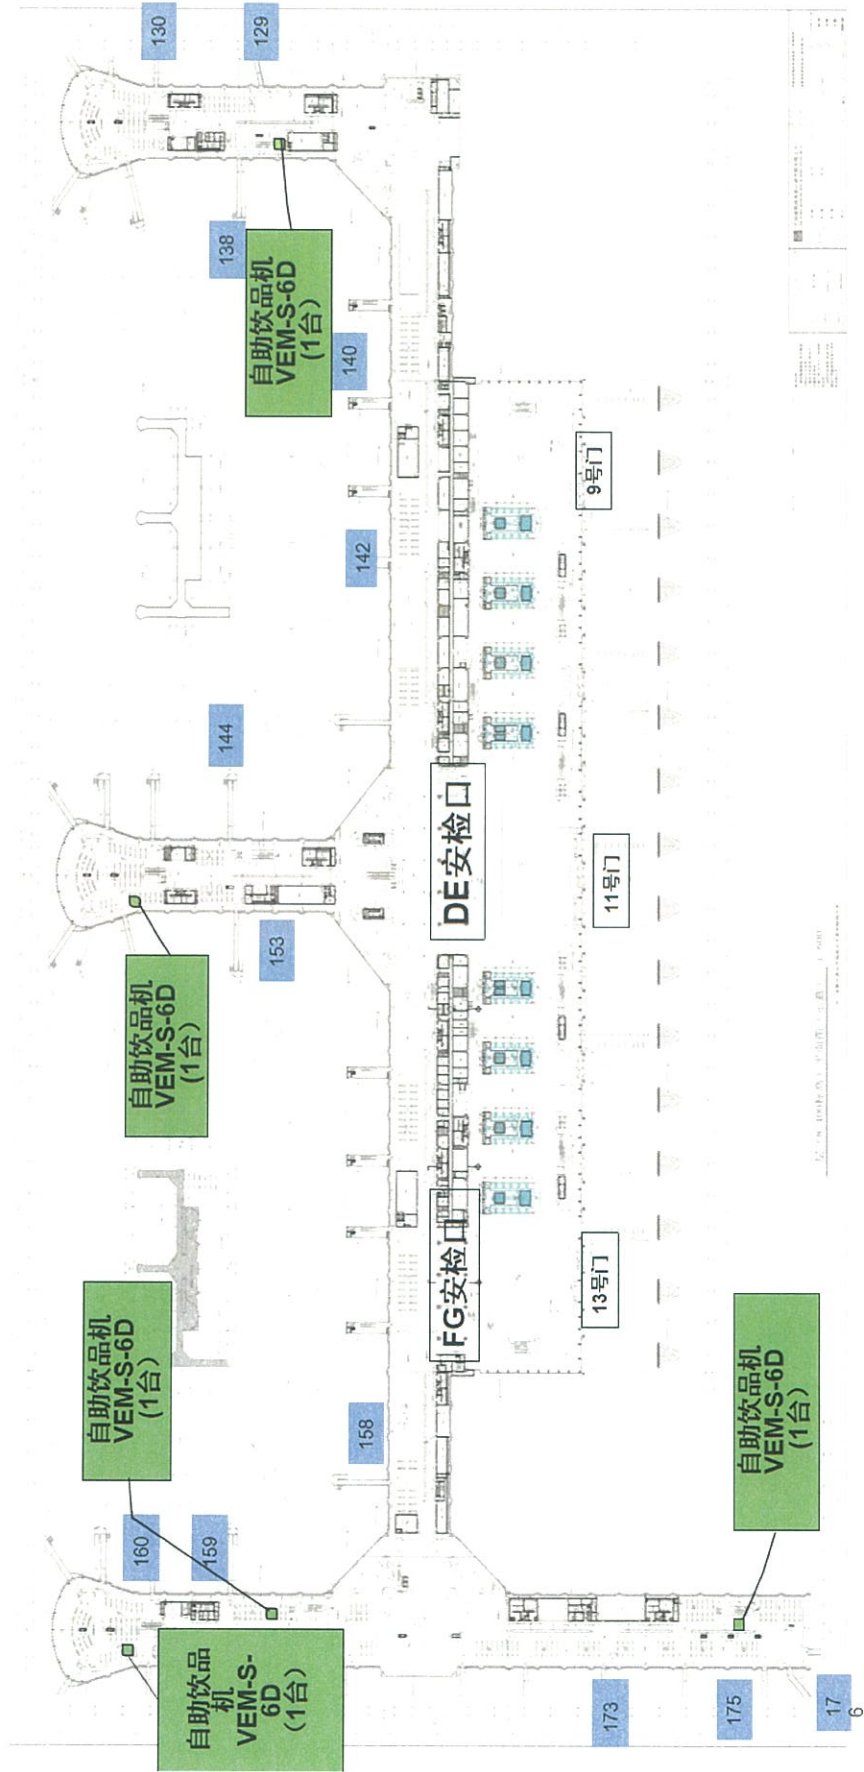 130
129
138
自助饮品机
VEM-S-6D
(1台)
140
142
144
153
自助饮品机
VEM-S-6D
(1台)
自助饮品机
VEM-S-6D
(1台)
158
160
159
自助饮品
机
VEM-S-
6D
(1台)
自助饮品机
VEM-S-6D
(1台)
173
175
17
6
DE安检口
FG安检口
9号门
11号门
13号门